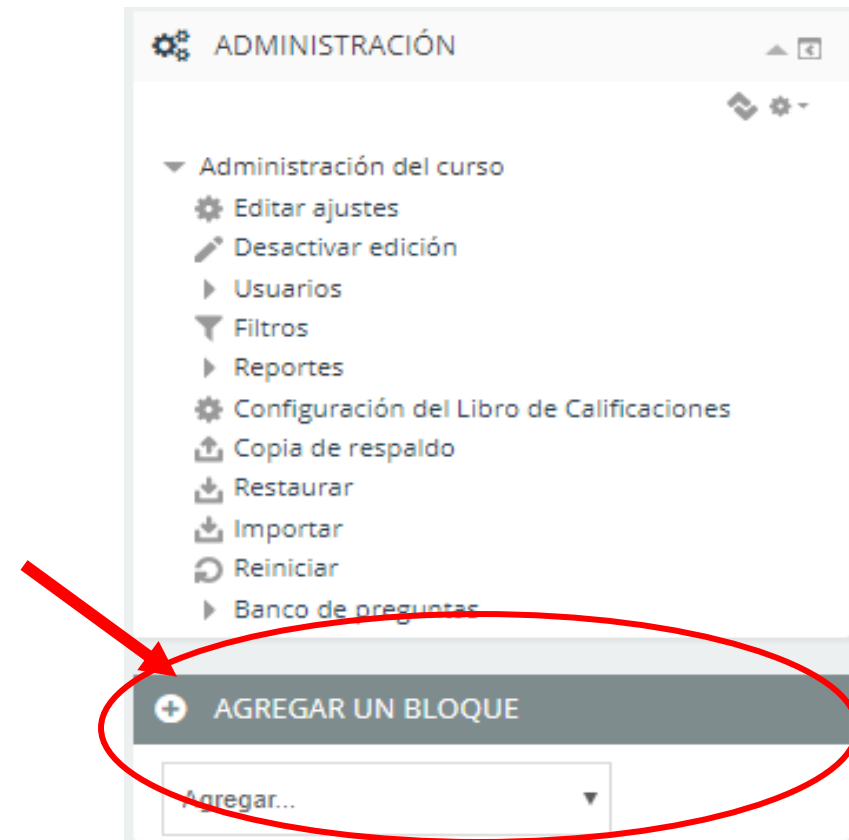 ADMINISTRACIÓN
Administración del curso
Editar ajustes
Desactivar edición
Usuarios
Filtros
Reportes
Configuración del Libro de Calificaciones
Copia de respaldo
Restaurar
Importar
Reiniciar
Banco de preguntas
AGREGAR UN BLOQUE
Agregar...